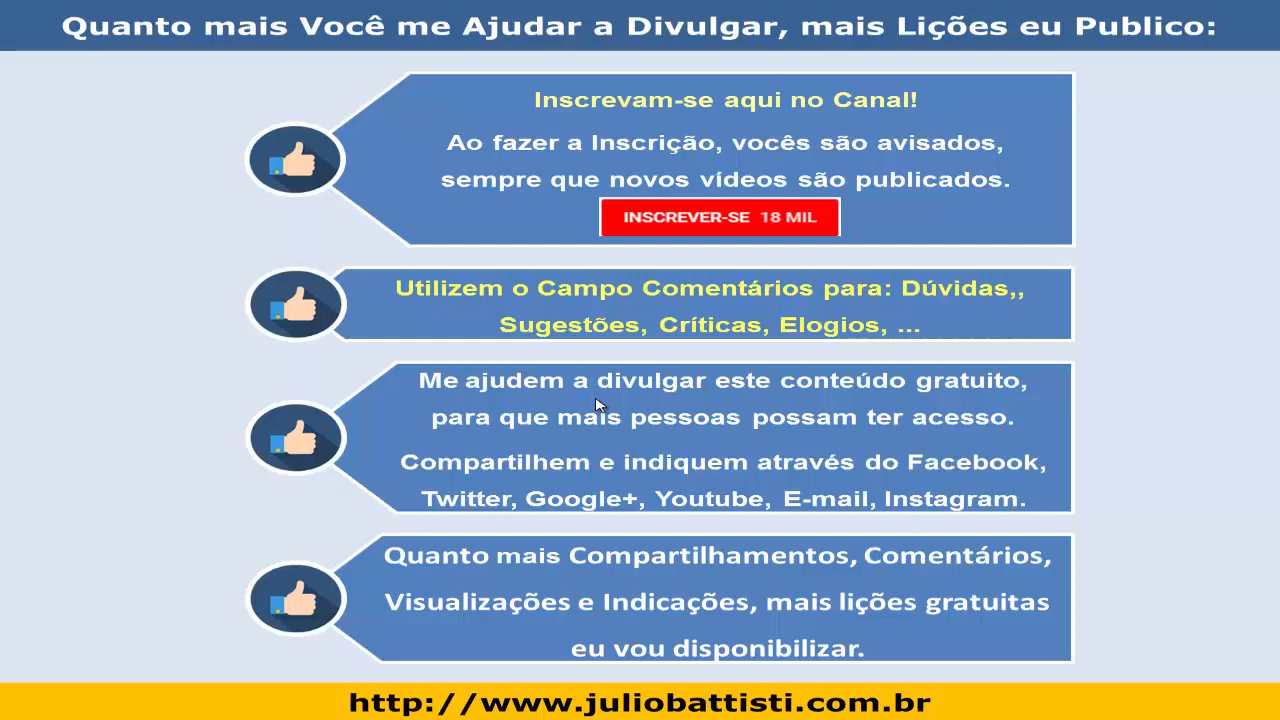 Quanto mais Você me Ajudar a Divulgar, mais Lições eu Publico:
Inscrevam-se aqui no Canal!
Ao fazer a Inscrição, vocês são avisados,
sempre que novos vídeos são publicados.
INSCREVER-SE 18 MIL
Utilizem o Campo Comentários para: Dúvidas,,
Sugestões, Críticas, Elogios, ...
Me ajudem a divulgar este conteúdo gratuito,
para que mais pessoas possam ter acesso.
Compartilhem e indiquem através do Facebook,
Twitter, Google+, Youtube, E-mail, Instagram.
Quanto mais Compartilhamentos, Comentários,
Visualizações e Indicações, mais lições gratuitas
eu vou disponibilizar.
http://www.juliobattisti.com.br